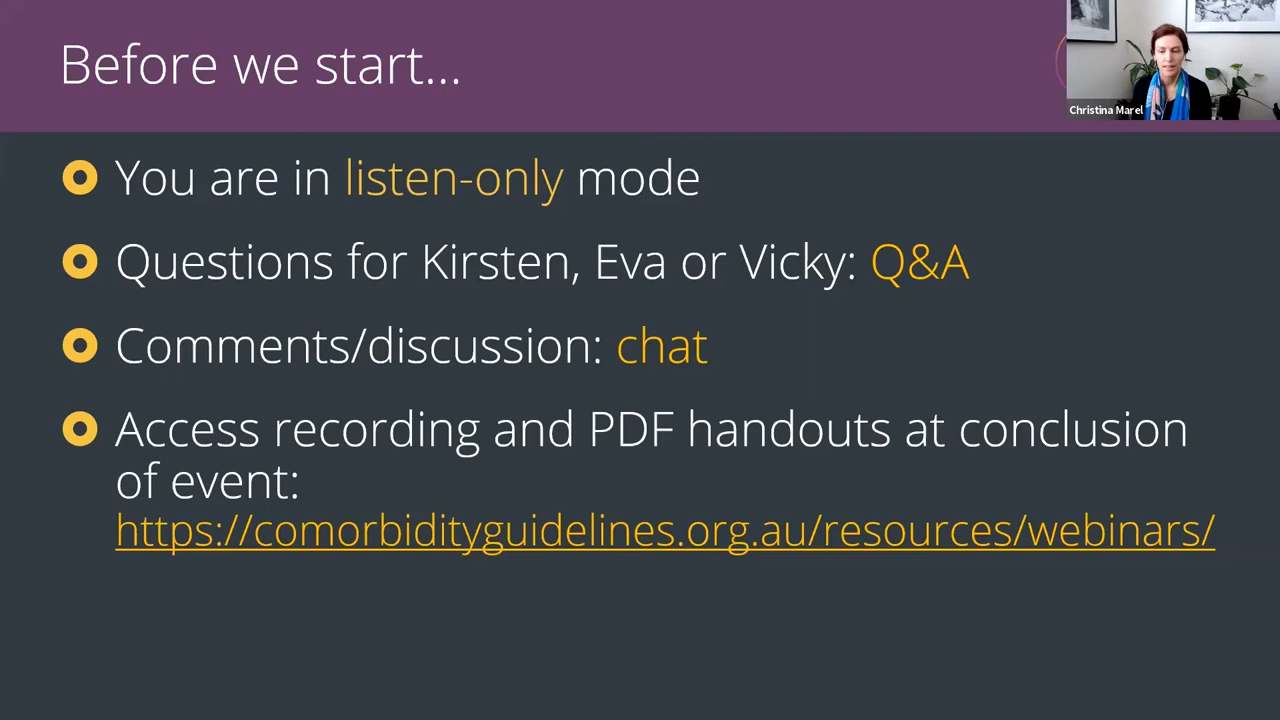 Before we start...
Christina Marel
You are in listen-only mode
Questions for Kirsten, Eva or Vicky: Q&A
Comments/discussion: chat
Access recording and PDF handouts at conclusion
of event:
https://comorbidityguidelines.org.au/resources/webinars/